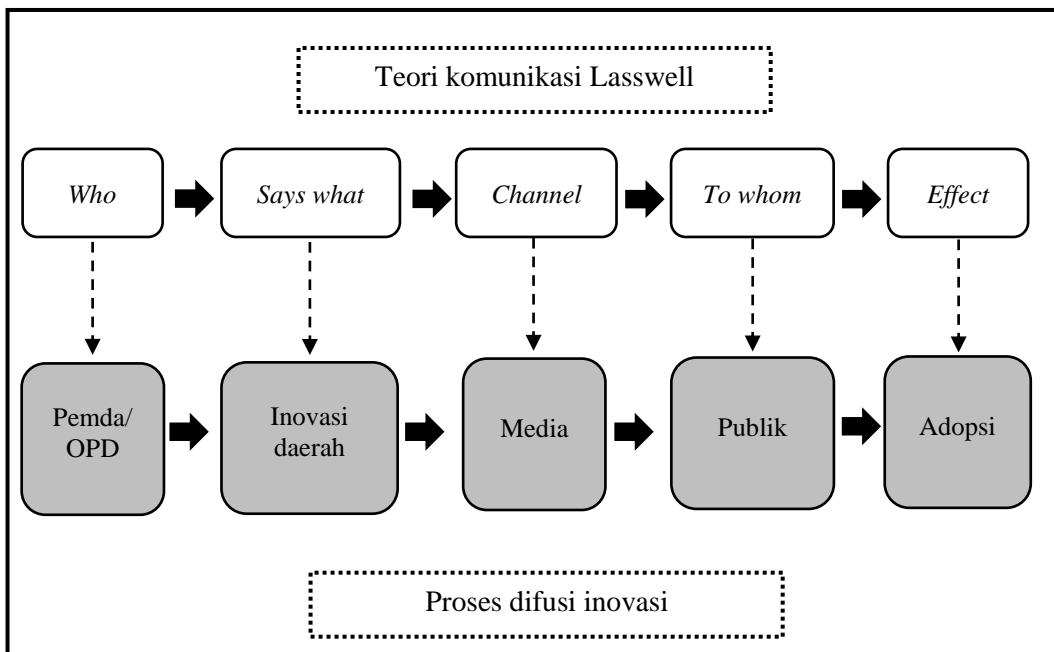 Teori komunikasi Lasswell
Who
Says what
Channel
To whom
Effect
Pemda/
OPD
Inovasi
daerah
Media
Publik
Adopsi
Proses difusi inovasi